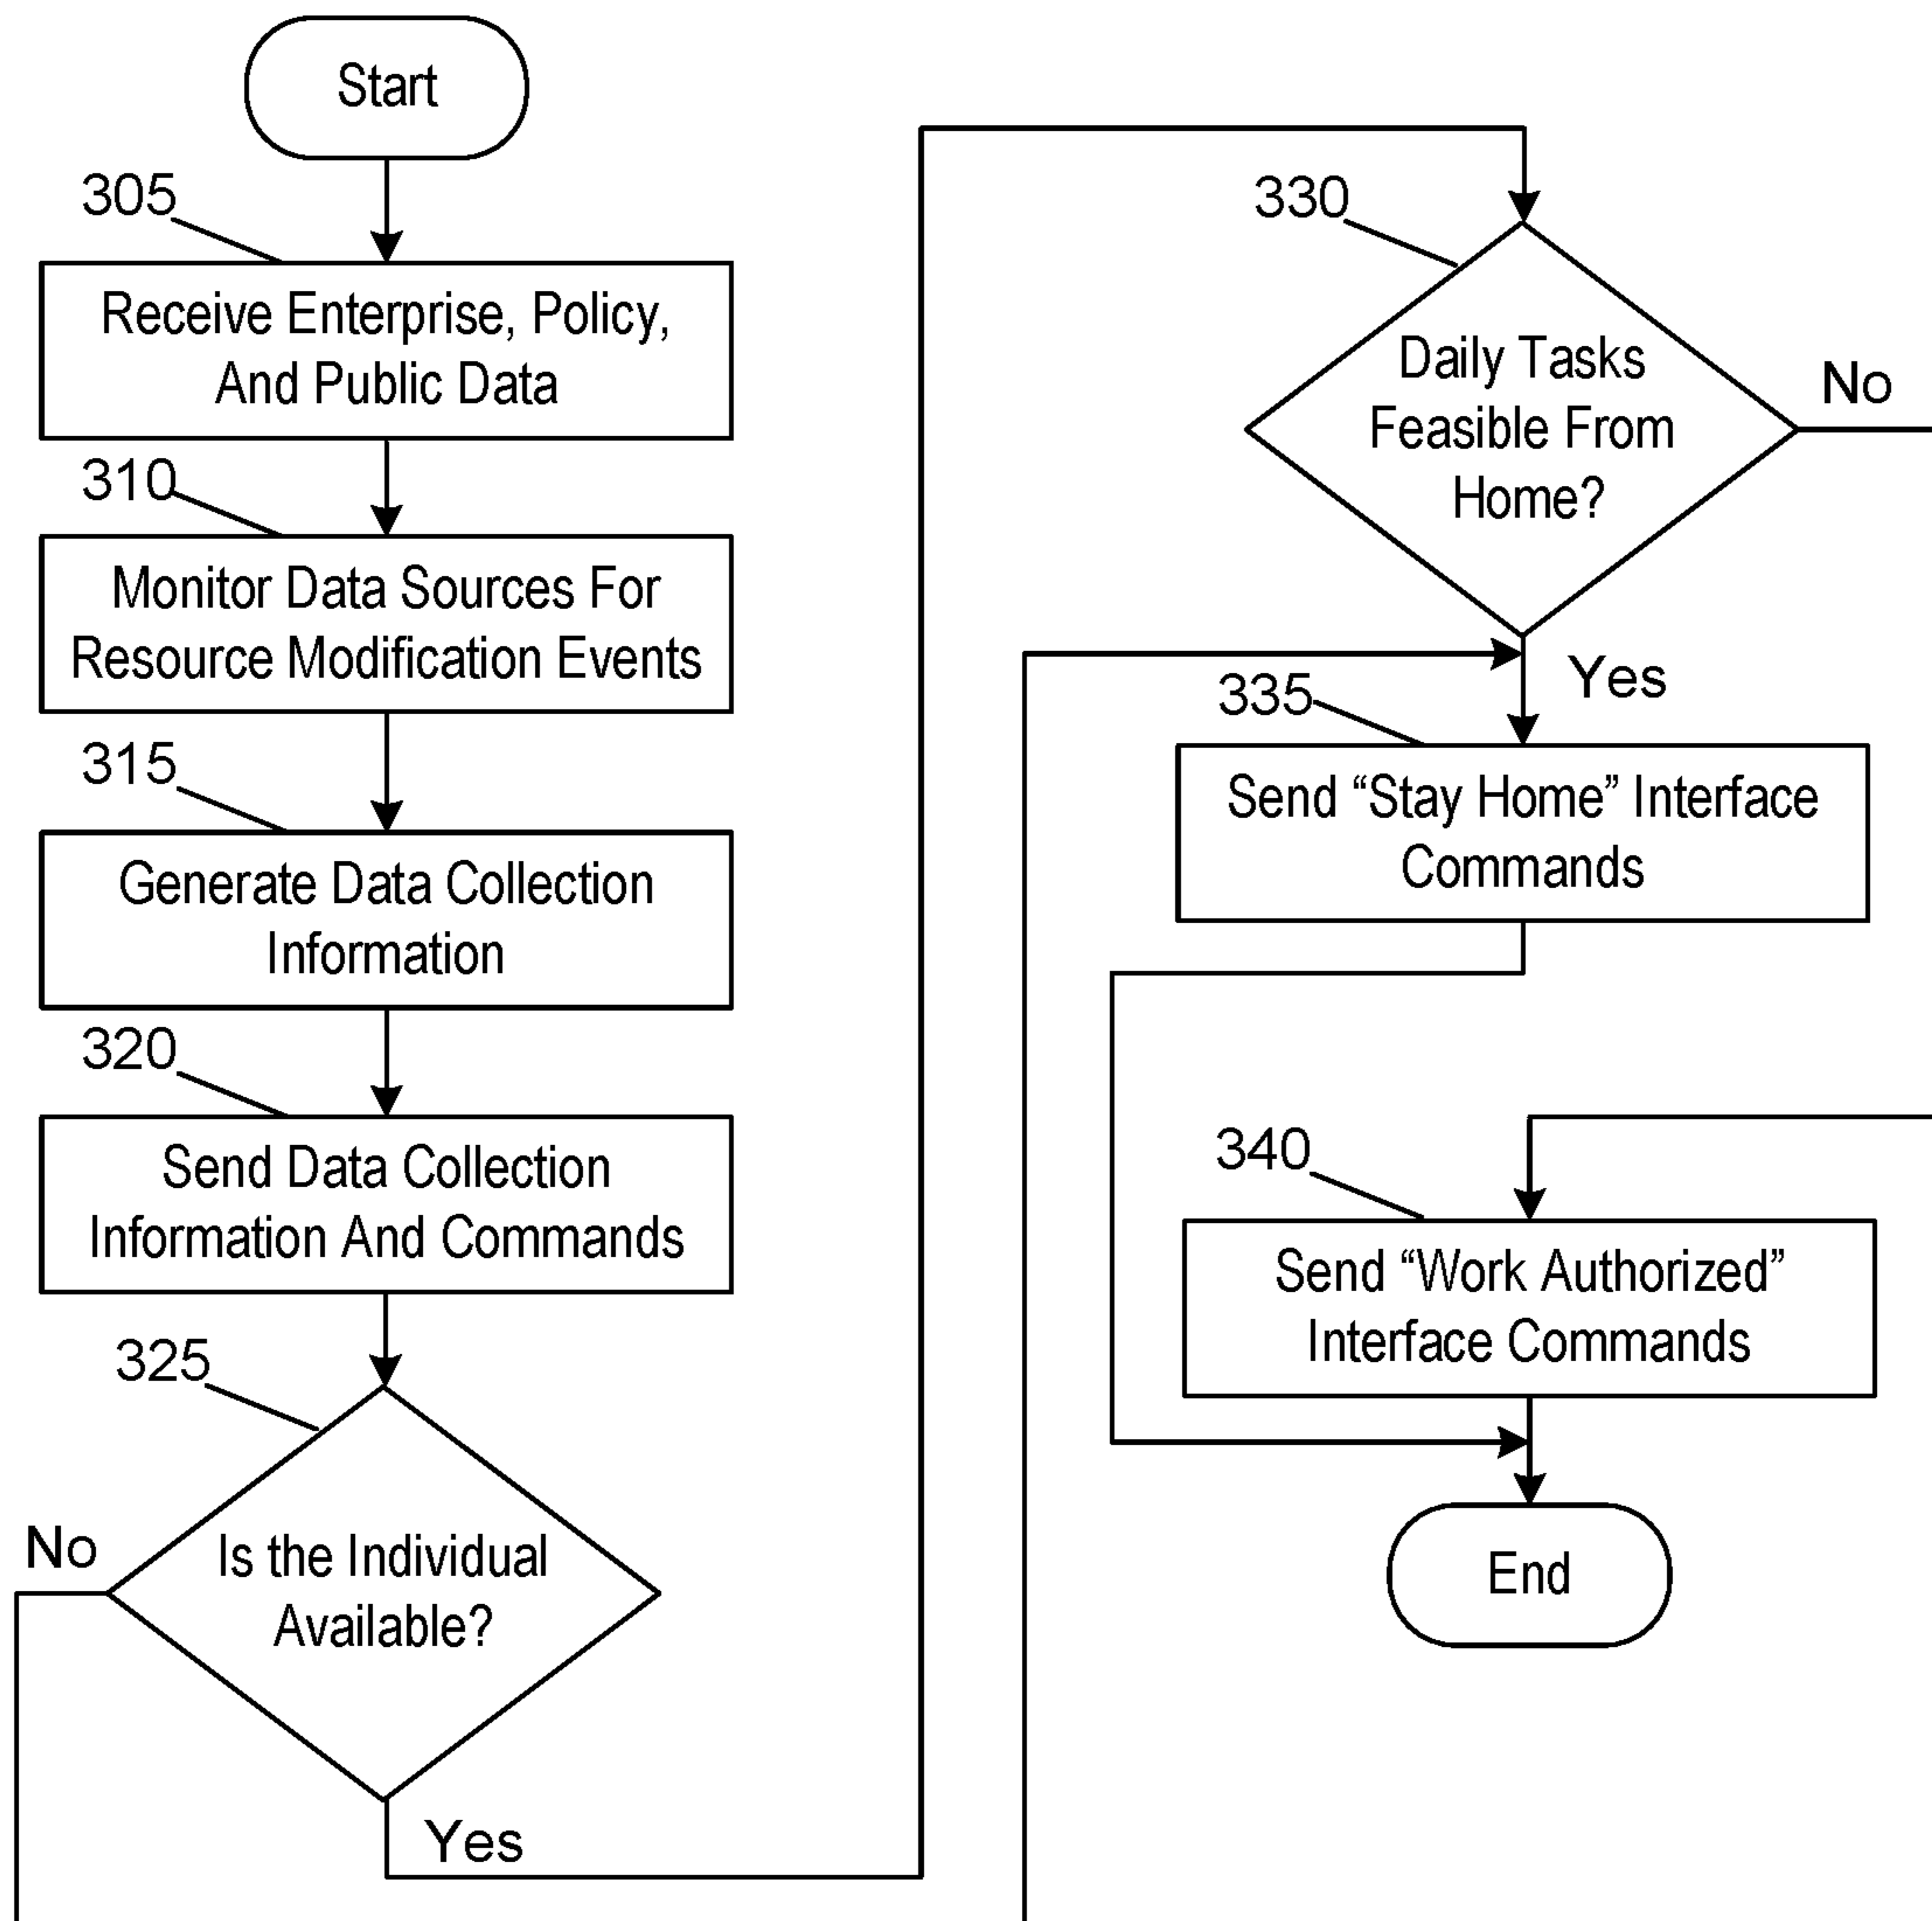 Start
305
Receive Enterprise, Policy,
And Public Data
310
Monitor Data Sources For
Resource Modification Events
315
Generate Data Collection
Information
320
Send Data Collection
Information And Commands
325
No
Is the Individual
Available?
Yes
330
Daily Tasks
Feasible From
Home?
No
Yes
335
Send “Stay Home” Interface
Commands
340
Send “Work Authorized”
Interface Commands
End